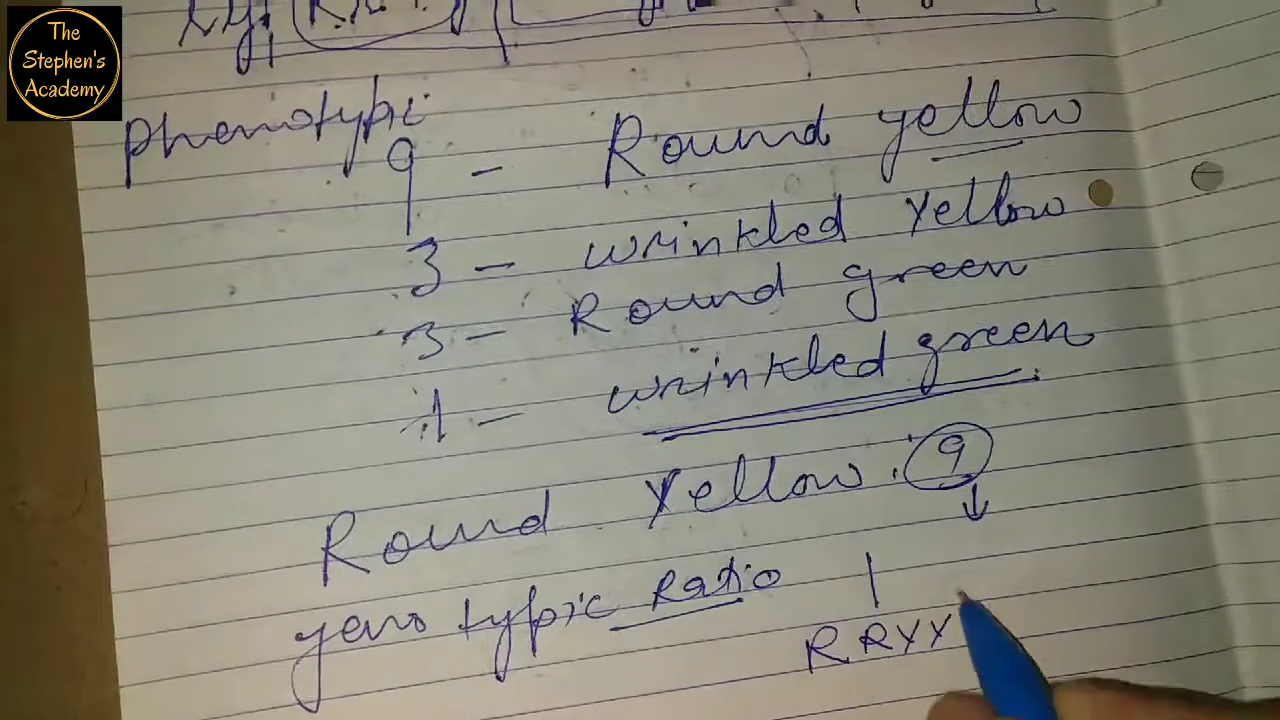 The
Stephen's
Academy
phenotypic
9 - Round yellow
3 - wrinkled yellow
3 - Round green
1 - wrinkled green
Round Yellow : 9
genotypic Ratio 1
RRYY